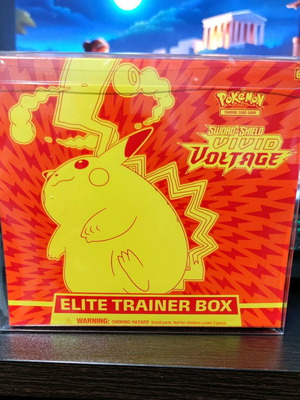 Pokémon
TRADING CARD GAME
SWORD & SHIELD
VIVID
VOLTAGE
ELITE TRAINER BOX
WARNING: CHOKING HAZARD